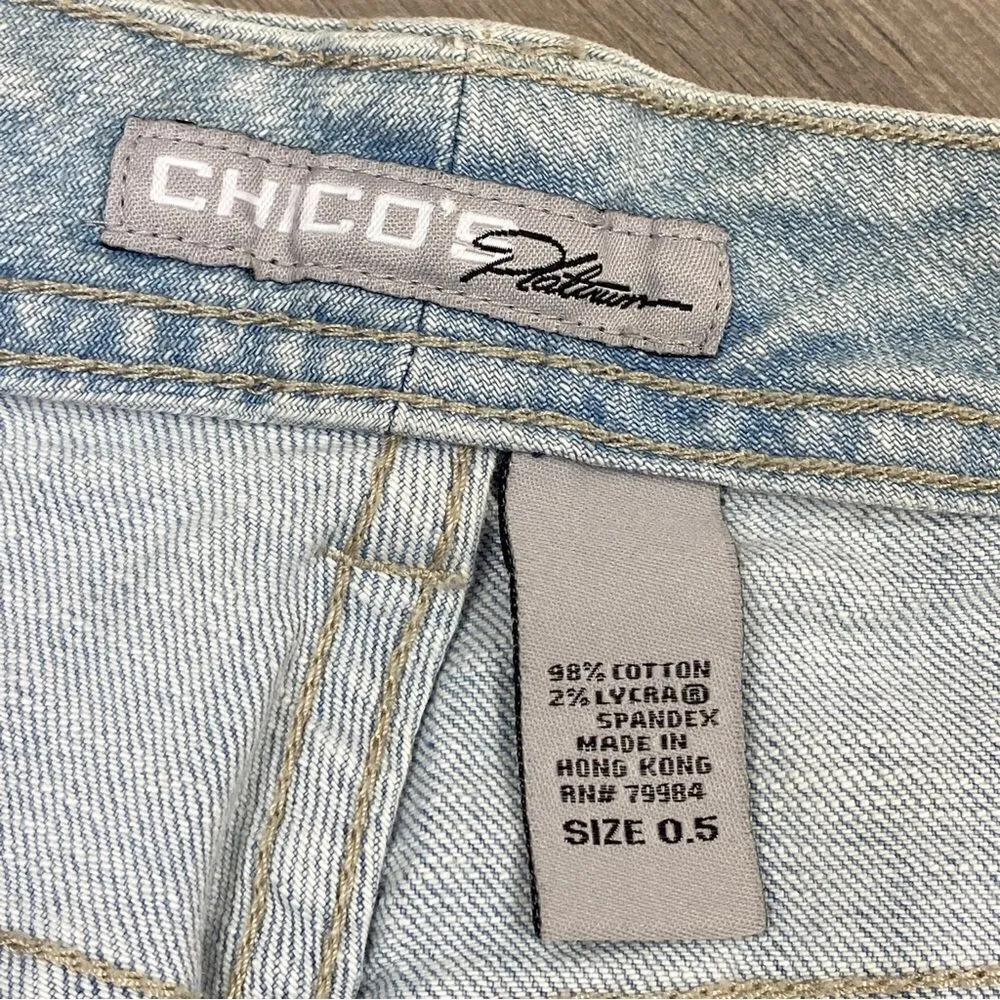 CHICO'S
Platinum
98% COTTON
2% LYCRA®
SPANDEX
MADE IN
HONG KONG
RN# 79984
SIZE 0.5